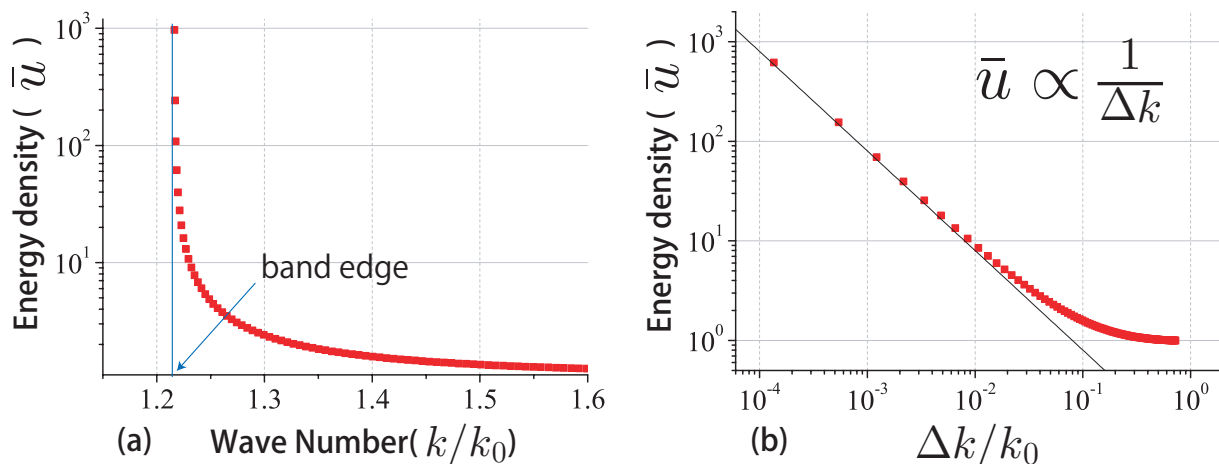 Energy density( u̅ )
10³
10²
10¹
band edge
1.2 1.3 1.4 1.5 1.6
(a) Wave Number( k/k₀)
Energy density( u̅ )
10³
10²
10¹
10⁰
u̅ ∝ 1/Δk
10⁻⁴ 10⁻³ 10⁻² 10⁻¹ 10⁰
(b) Δk/k₀